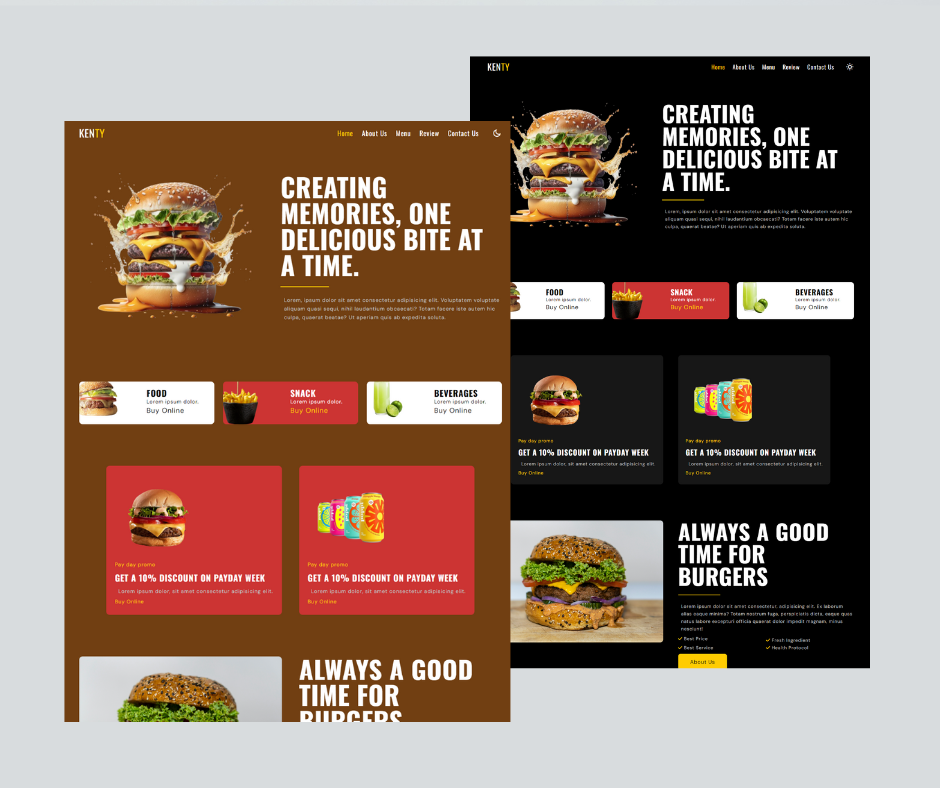 KENTY
Home About Us Menu Review Contact Us
CREATING
MEMORIES, ONE
DELICIOUS BITE AT
A TIME.
Lorem, ipsum dolor sit amet consectetur adipisicing elit. Voluptatem voluptate
aliquam quasi sequi, nihil laudantium obcaecati? Totam facere iste autem hic
culpa, quaerat beatae? Ut aperiam quis ab expedita soluta.
FOOD
Lorem ipsum dolor.
Buy Online
SNACK
Lorem ipsum dolor.
Buy Online
BEVERAGES
Lorem ipsum dolor.
Buy Online
Pay day promo
GET A 10% DISCOUNT ON PAYDAY WEEK
Lorem ipsum dolor, sit amet consectetur adipisicing elit.
Buy Online
Pay day promo
GET A 10% DISCOUNT ON PAYDAY WEEK
Lorem ipsum dolor, sit amet consectetur adipisicing elit.
Buy Online
ALWAYS A GOOD
TIME FOR
BURGERS
KENTY
Home About Us Menu Review Contact Us
CREATING
MEMORIES, ONE
DELICIOUS BITE AT
A TIME.
Lorem, ipsum dolor sit amet consectetur adipisicing elit. Voluptatem voluptate
aliquam quasi sequi, nihil laudantium obcaecati? Totam facere iste autem hic
culpa, quaerat beatae? Ut aperiam quis ab expedita soluta.
FOOD
Lorem ipsum dolor.
Buy Online
SNACK
Lorem ipsum dolor.
Buy Online
BEVERAGES
Lorem ipsum dolor.
Buy Online
Pay day promo
GET A 10% DISCOUNT ON PAYDAY WEEK
Lorem ipsum dolor, sit amet consectetur adipisicing elit.
Buy Online
Pay day promo
GET A 10% DISCOUNT ON PAYDAY WEEK
Lorem ipsum dolor, sit amet consectetur adipisicing elit.
Buy Online
ALWAYS A GOOD
TIME FOR
BURGERS
Lorem ipsum dolor sit amet consectetur, adipisicing elit. Ex laborum
alias eaque minima? Totam nostrum fuga, perspiciatis dicta, eaque quas
natus labore excepturi officia quaerat dolor impedit magnam, minus
nesciunt!
Best Price
Fresh Ingredient
Best Service
Health Protocol
About Us